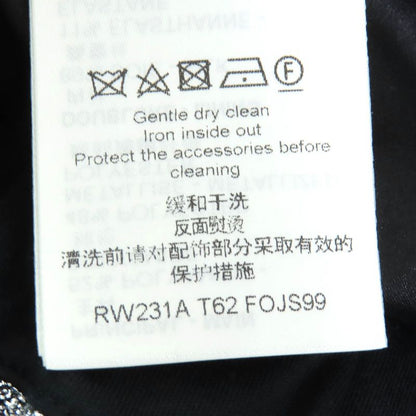 F
Gentle dry clean
Iron inside out
Protect the accessories before
cleaning
缓和干洗
反面熨烫
清洗前请对配饰部分采取有效的
保护措施
RW231A T62 FOJS99